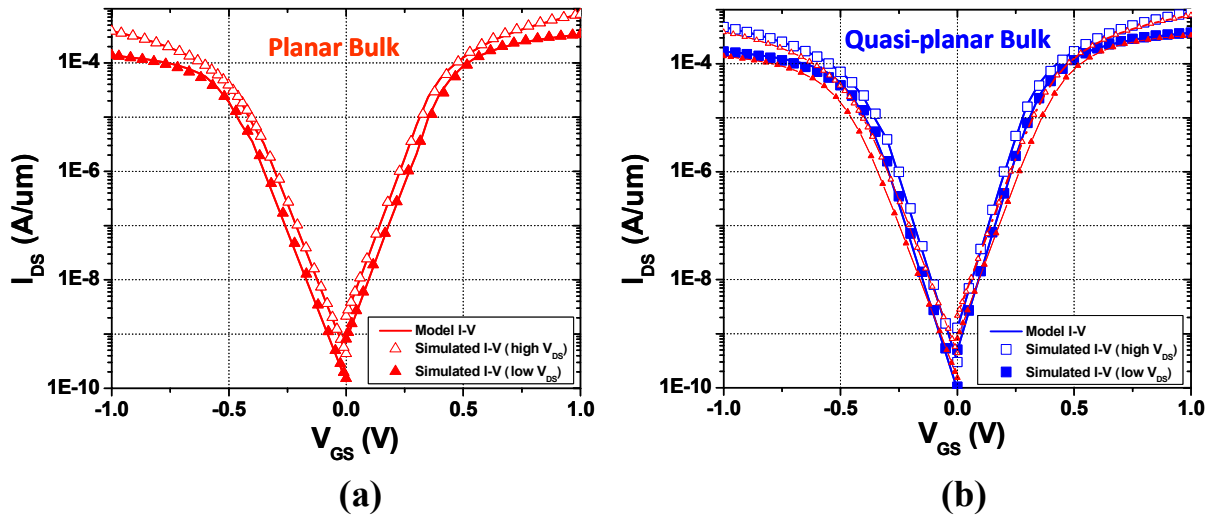 Planar Bulk
I_DS (A/um)
1E-4
1E-6
1E-8
1E-10
Model I-V
Simulated I-V (high V_DS)
Simulated I-V (low V_DS)
-1.0 -0.5 0.0 0.5 1.0
V_GS (V)
(a)
Quasi-planar Bulk
I_DS (A/um)
1E-4
1E-6
1E-8
1E-10
Model I-V
Simulated I-V (high V_DS)
Simulated I-V (low V_DS)
-1.0 -0.5 0.0 0.5 1.0
V_GS (V)
(b)